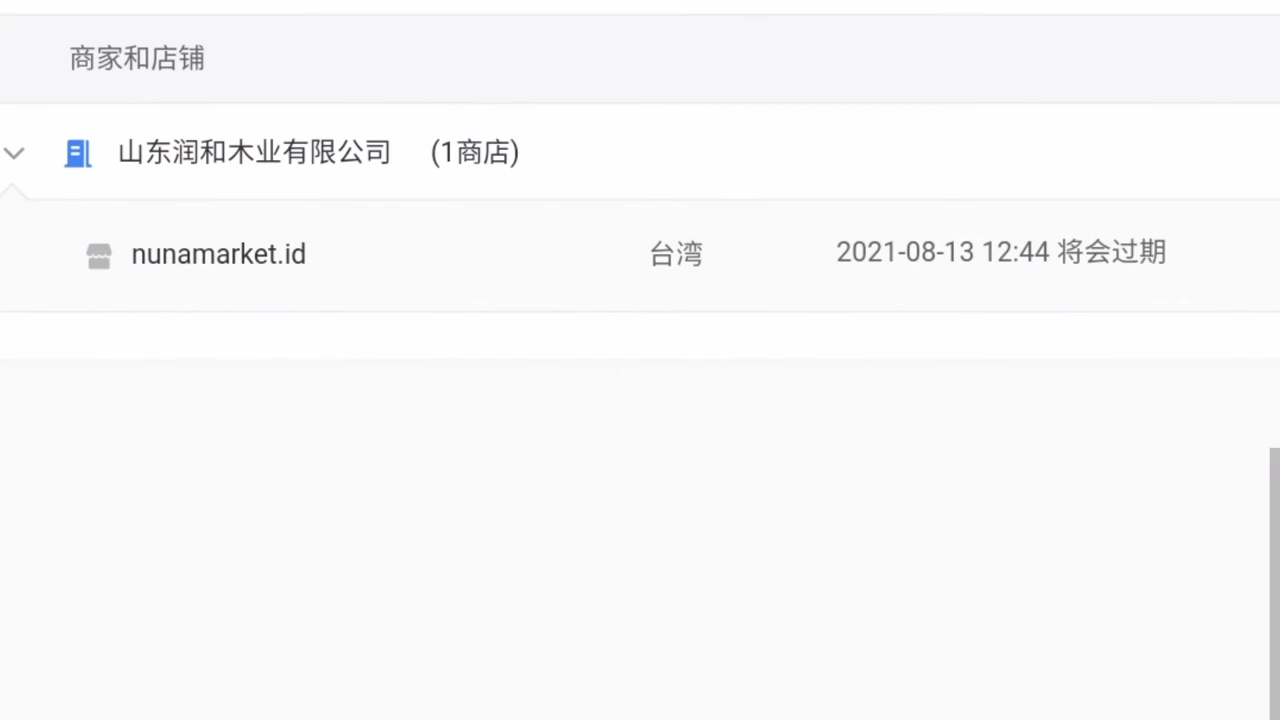 商家和店铺
山东润和木业有限公司 (1商店)
nunamarket.id 台湾 2021-08-13 12:44 将会过期